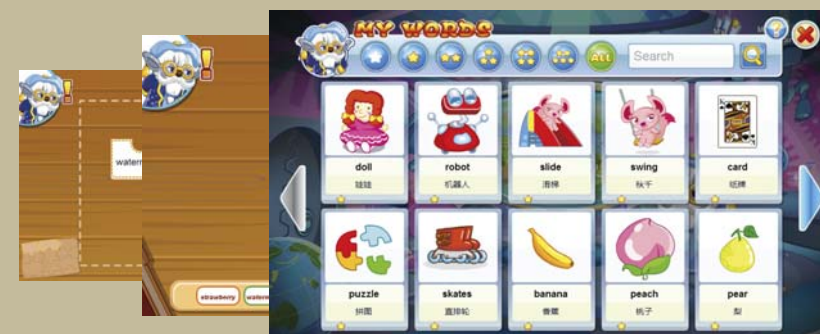 MY WORDS
ALL
Search
?
!
!
doll
robot
slide
swing
card
娃娃
机器人
滑梯
秋千
纸牌
puzzle
skates
banana
peach
pear
拼图
直排轮
香蕉
桃子
梨
strawberry